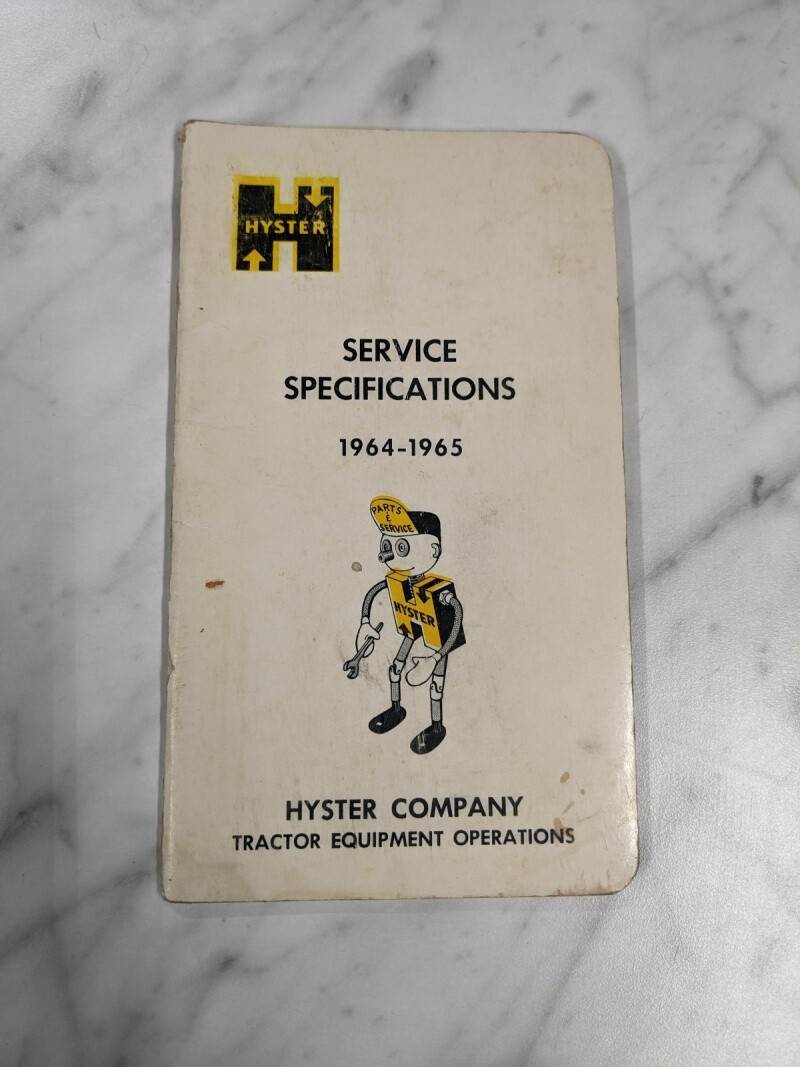 HYSTER
SERVICE
SPECIFICATIONS
1964-1965
PARTS
&
SERVICE
HYSTER
HYSTER COMPANY
TRACTOR EQUIPMENT OPERATIONS